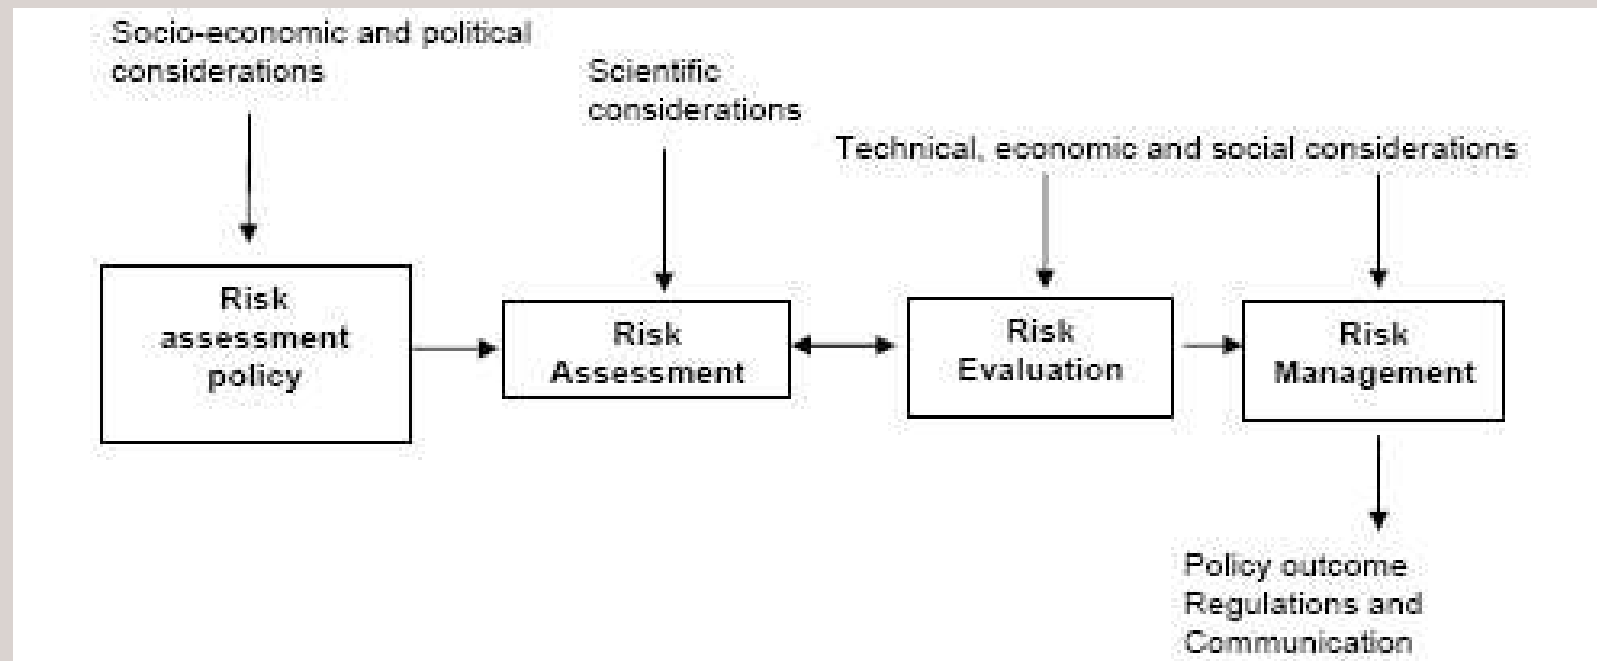 Socio-economic and political
considerations
Scientific
considerations
Technical, economic and social considerations
Risk
assessment
policy
Risk
Assessment
Risk
Evaluation
Risk
Management
Policy outcome
Regulations and
Communication